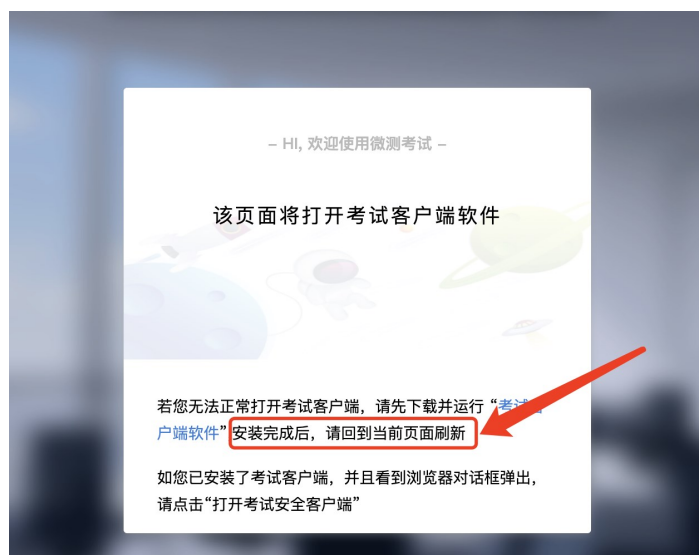 – HI, 欢迎使用微测考试 –
该页面将打开考试客户端软件
若您无法正常打开考试客户端，请先下载并运行 “考试客
户端软件” 安装完成后，请回到当前页面刷新
如您已安装了考试客户端，并且看到浏览器对话框弹出，
请点击“打开考试安全客户端”